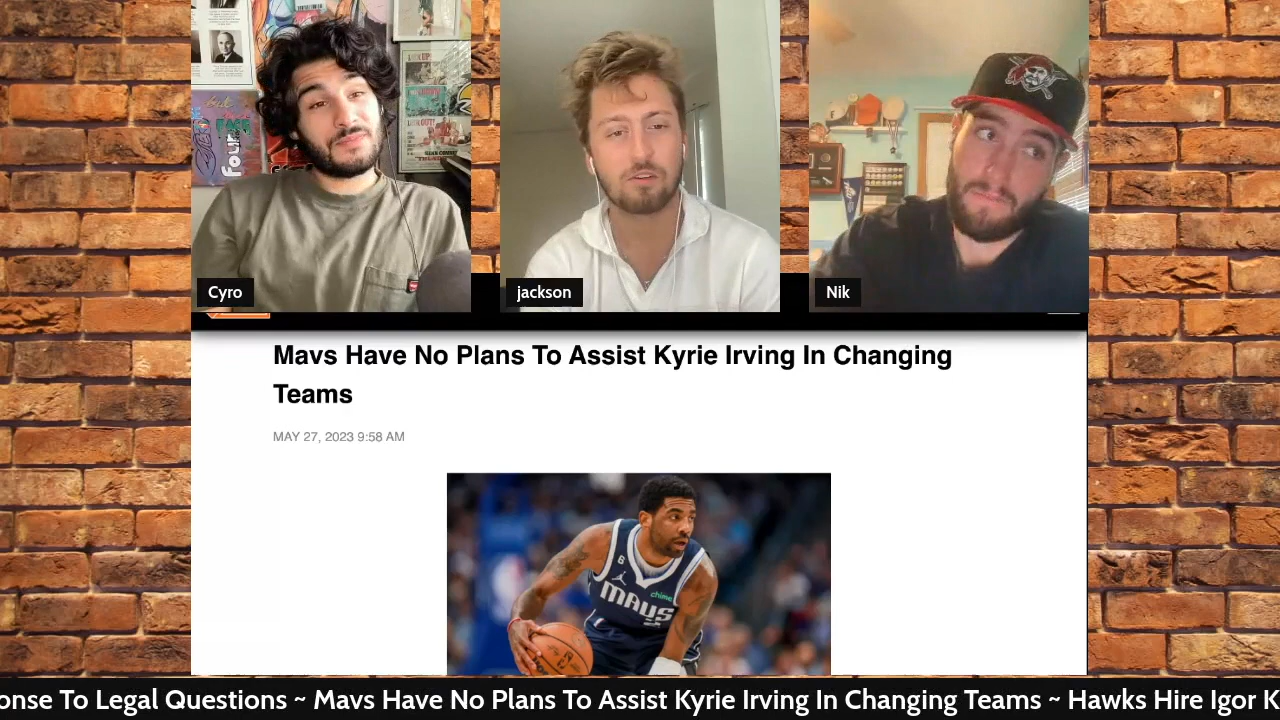 Cyro
jackson
Nik
Mavs Have No Plans To Assist Kyrie Irving In Changing
Teams
MAY 27, 2023 9:58 AM
chime
6
MAVS
onse To Legal Questions ~ Mavs Have No Plans To Assist Kyrie Irving In Changing Teams ~ Hawks Hire Igor K